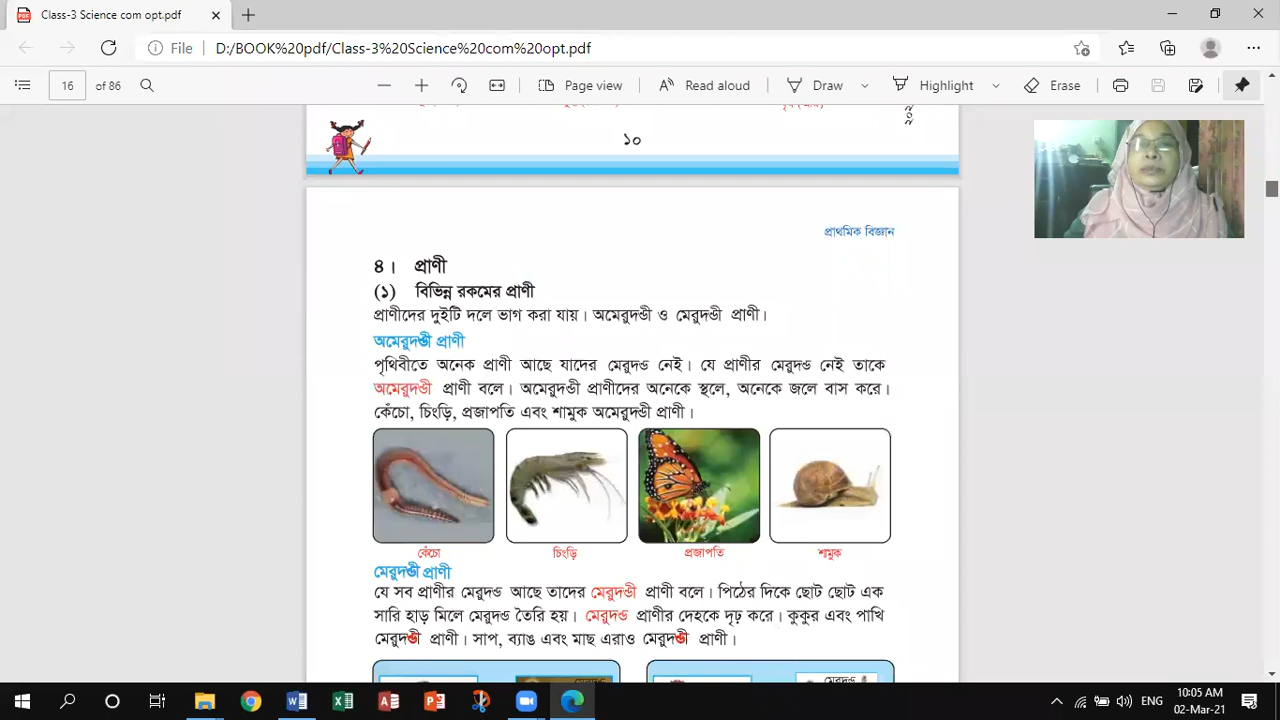 Class-3 Science com opt.pdf
File D:/BOOK%20pdf/Class-3%20Science%20com%20opt.pdf
16 of 86 Page view Read aloud Draw Highlight Erase
১০
প্রাথমিক বিজ্ঞান
৪। প্রাণী
(১) বিভিন্ন রকমের প্রাণী
প্রাণীদের দুইটি দলে ভাগ করা যায়। অমেরুদণ্ডী ও মেরুদণ্ডী প্রাণী।
অমেরুদণ্ডী প্রাণী
পৃথিবীতে অনেক প্রাণী আছে যাদের মেরুদণ্ড নেই। যে প্রাণীর মেরুদণ্ড নেই তাকে
অমেরুদণ্ডী প্রাণী বলে। অমেরুদণ্ডী প্রাণীদের অনেকে স্থলে, অনেকে জলে বাস করে।
কেঁচো, চিংড়ি, প্রজাপতি এবং শামুক অমেরুদণ্ডী প্রাণী।
কেঁচো চিংড়ি প্রজাপতি শামুক
মেরুদণ্ডী প্রাণী
যে সব প্রাণীর মেরুদণ্ড আছে তাদের মেরুদণ্ডী প্রাণী বলে। পিঠের দিকে ছোট ছোট এক
সারি হাড় মিলে মেরুদণ্ড তৈরি হয়। মেরুদণ্ড প্রাণীর দেহকে দৃঢ় করে। কুকুর এবং পাখি
মেরুদণ্ডী প্রাণী। সাপ, ব্যাঙ এবং মাছ এরাও মেরুদণ্ডী প্রাণী।
মেরুদণ্ড
ENG
10:05 AM
02-Mar-21